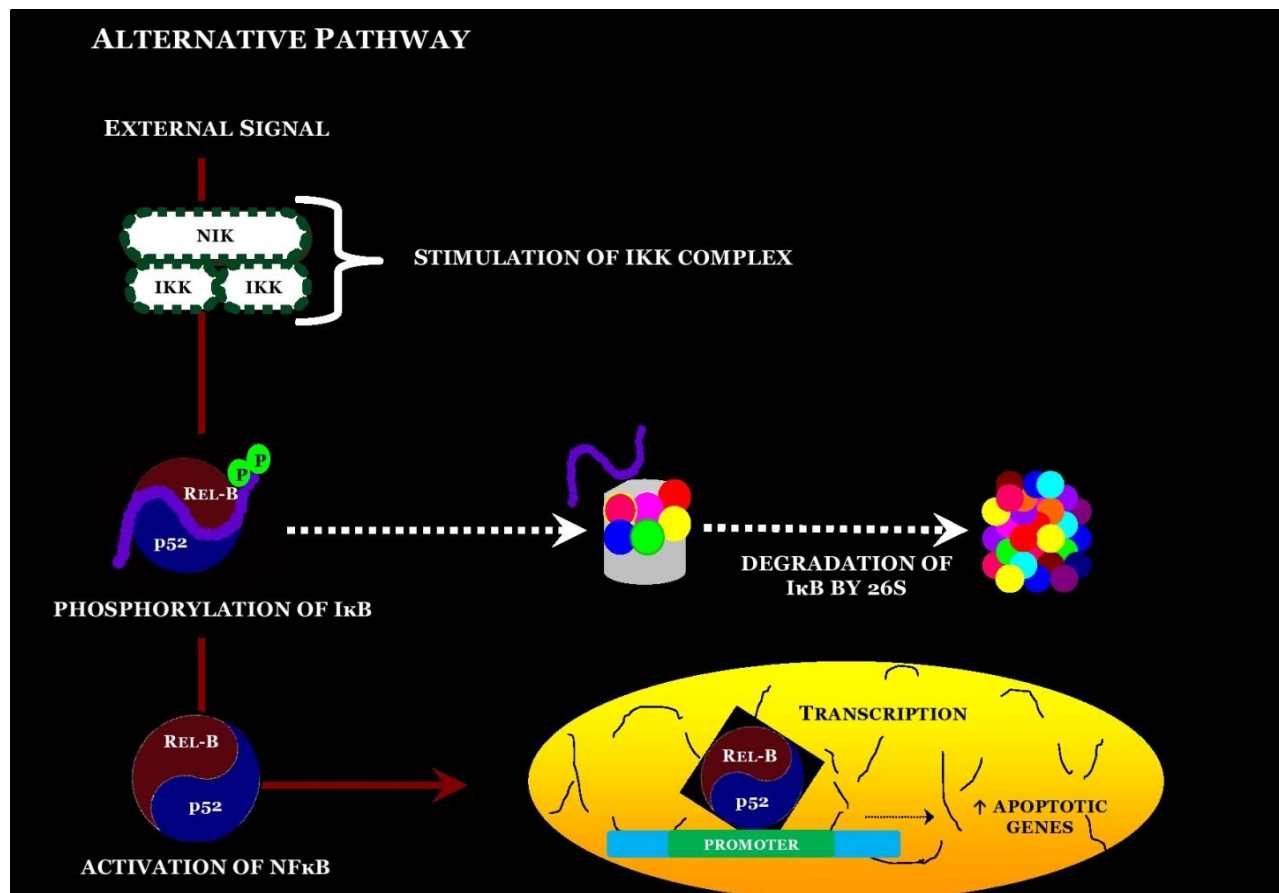 ALTERNATIVE PATHWAY
EXTERNAL SIGNAL
NIK
IKK IKK
STIMULATION OF IKK COMPLEX
P P
REL-B
p52
PHOSPHORYLATION OF IκB
DEGRADATION OF
IκB BY 26S
REL-B
p52
ACTIVATION OF NFκB
TRANSCRIPTION
REL-B
p52
PROMOTER
↑ APOPTOTIC
GENES